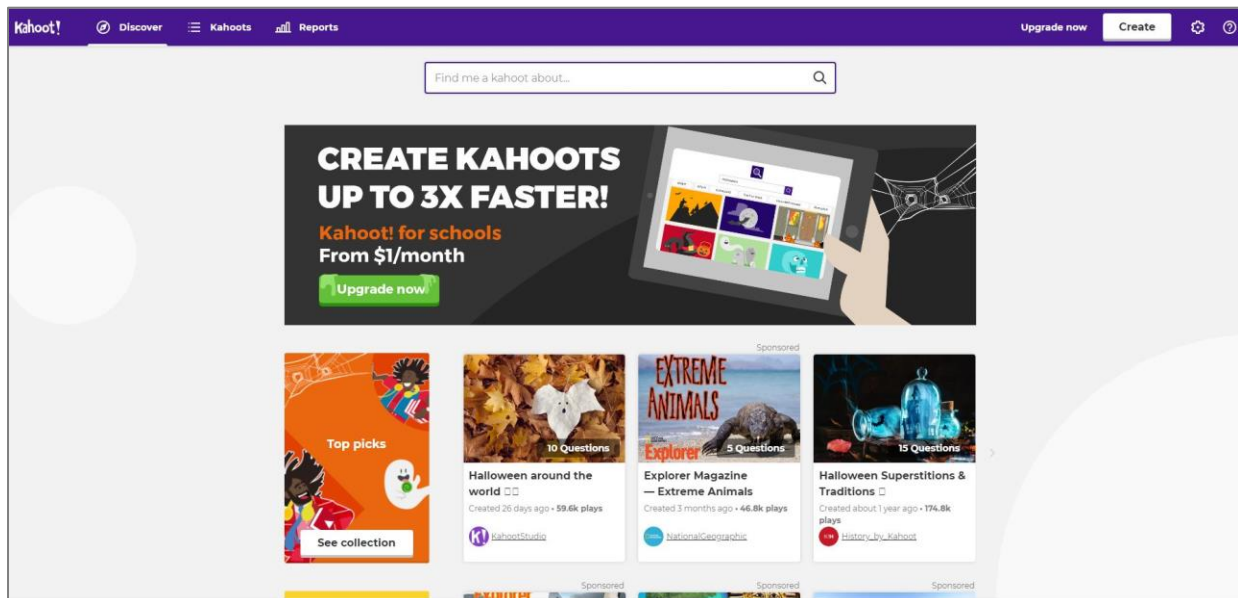 Kahoot! Discover Kahoots Reports Upgrade now Create
Find me a kahoot about...
CREATE KAHOOTS
UP TO 3X FASTER!
Kahoot! for schools
From $1/month
Upgrade now
Sponsored
Top picks
See collection
10 Questions
Halloween around the
world
Created 26 days ago • 59.6k plays
K!
KahootStudio
EXTREME
ANIMALS
Explorer
5 Questions
Explorer Magazine
— Extreme Animals
Created 3 months ago • 46.8k plays
NationalGeographic
15 Questions
Halloween Superstitions &
Traditions
Created about 1 year ago • 174.8k
plays
History_by_Kahoot
Sponsored
Sponsored
Sponsored